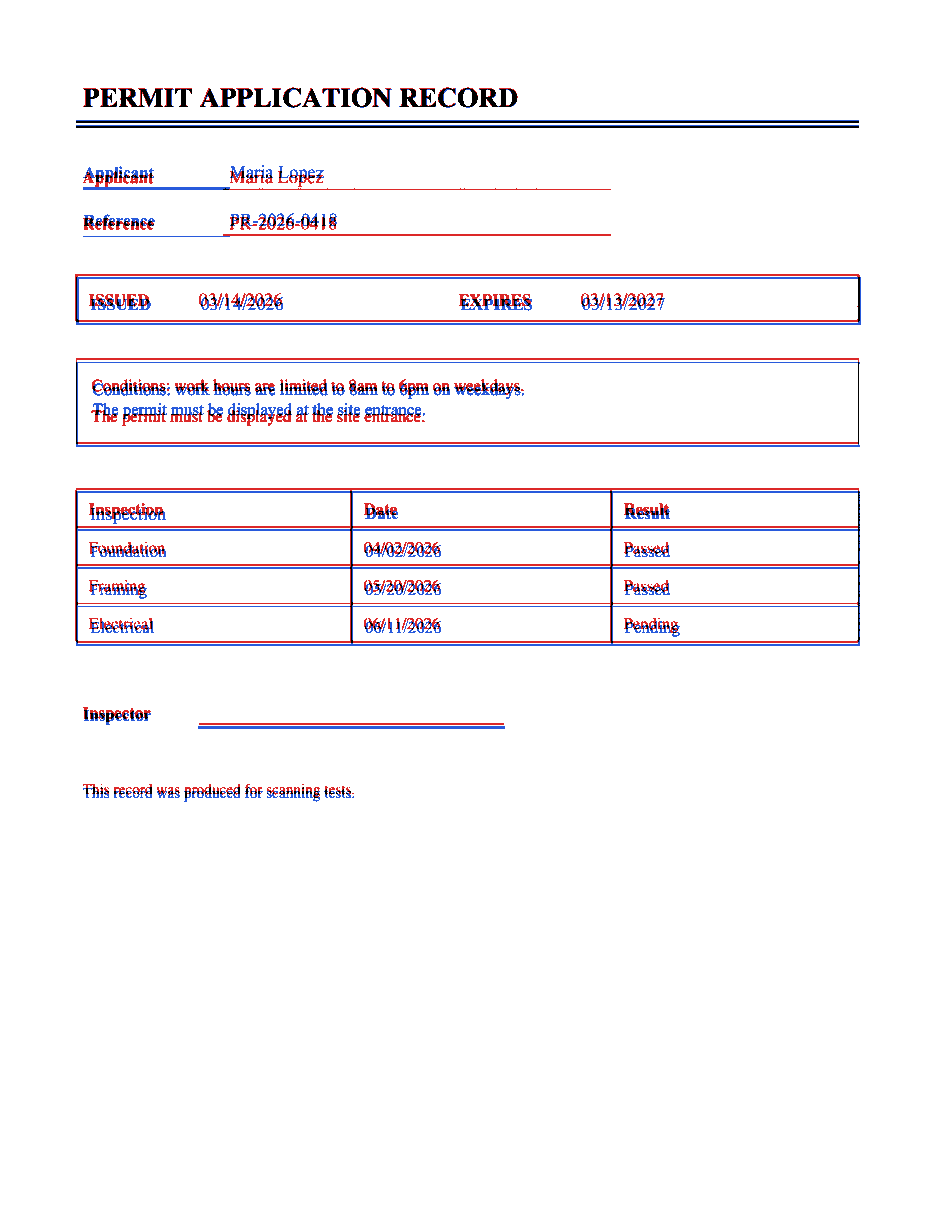 PERMIT APPLICATION RECORD
Applicant Maria Lopez
Reference PR-2026-0418
ISSUED 03/14/2026 EXPIRES 03/13/2027
Conditions: work hours are limited to 8am to 6pm on weekdays.
The permit must be displayed at the site entrance.
Inspection Date Result
Foundation 04/02/2026 Passed
Framing 05/20/2026 Passed
Electrical 06/11/2026 Pending
Inspector
This record was produced for scanning tests.